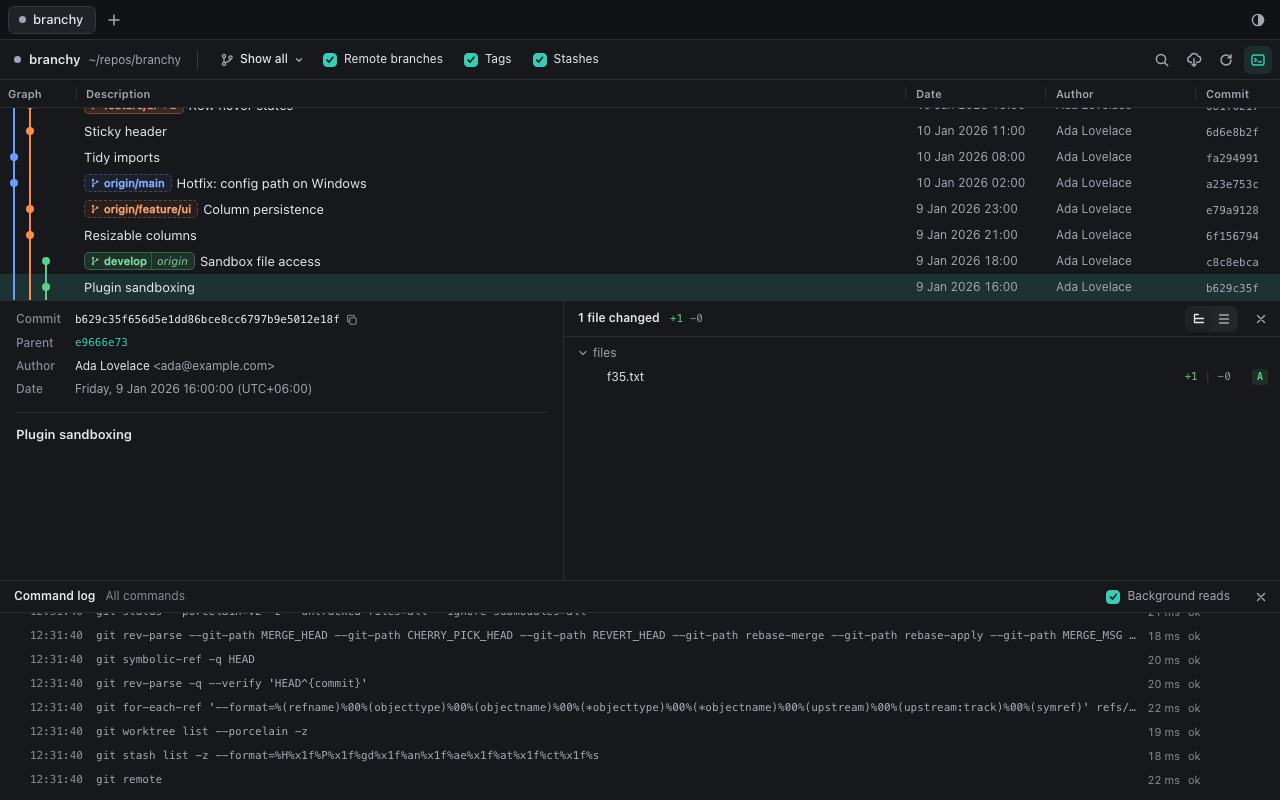 branchy
branchy ~/repos/branchy Show all Remote branches Tags Stashes
Graph Description Date Author Commit
Sticky header 10 Jan 2026 11:00 Ada Lovelace 6d6e8b2f
Tidy imports 10 Jan 2026 08:00 Ada Lovelace fa294991
origin/main Hotfix: config path on Windows 10 Jan 2026 02:00 Ada Lovelace a23e753c
origin/feature/ui Column persistence 9 Jan 2026 23:00 Ada Lovelace e79a9128
Resizable columns 9 Jan 2026 21:00 Ada Lovelace 6f156794
develop origin Sandbox file access 9 Jan 2026 18:00 Ada Lovelace c8c8ebca
Plugin sandboxing 9 Jan 2026 16:00 Ada Lovelace b629c35f
Commit b629c35f656d5e1dd86bce8cc6797b9e5012e18f
Parent e9666e73
Author Ada Lovelace <ada@example.com>
Date Friday, 9 Jan 2026 16:00:00 (UTC+06:00)
Plugin sandboxing
1 file changed +1 −0
files
f35.txt +1 | −0 A
Command log All commands Background reads
12:31:40 git rev-parse --git-path MERGE_HEAD --git-path CHERRY_PICK_HEAD --git-path REVERT_HEAD --git-path rebase-merge --git-path rebase-apply --git-path MERGE_MSG … 18 ms ok
12:31:40 git symbolic-ref -q HEAD 20 ms ok
12:31:40 git rev-parse -q --verify 'HEAD^{commit}' 20 ms ok
12:31:40 git for-each-ref '--format=%(refname)%00%(objecttype)%00%(objectname)%00%(*objecttype)%00%(*objectname)%00%(upstream)%00%(upstream:track)%00%(symref)' refs/… 22 ms ok
12:31:40 git worktree list --porcelain -z 19 ms ok
12:31:40 git stash list -z --format=%H%x1f%P%x1f%gd%x1f%an%x1f%ae%x1f%at%x1f%ct%x1f%s 18 ms ok
12:31:40 git remote 22 ms ok